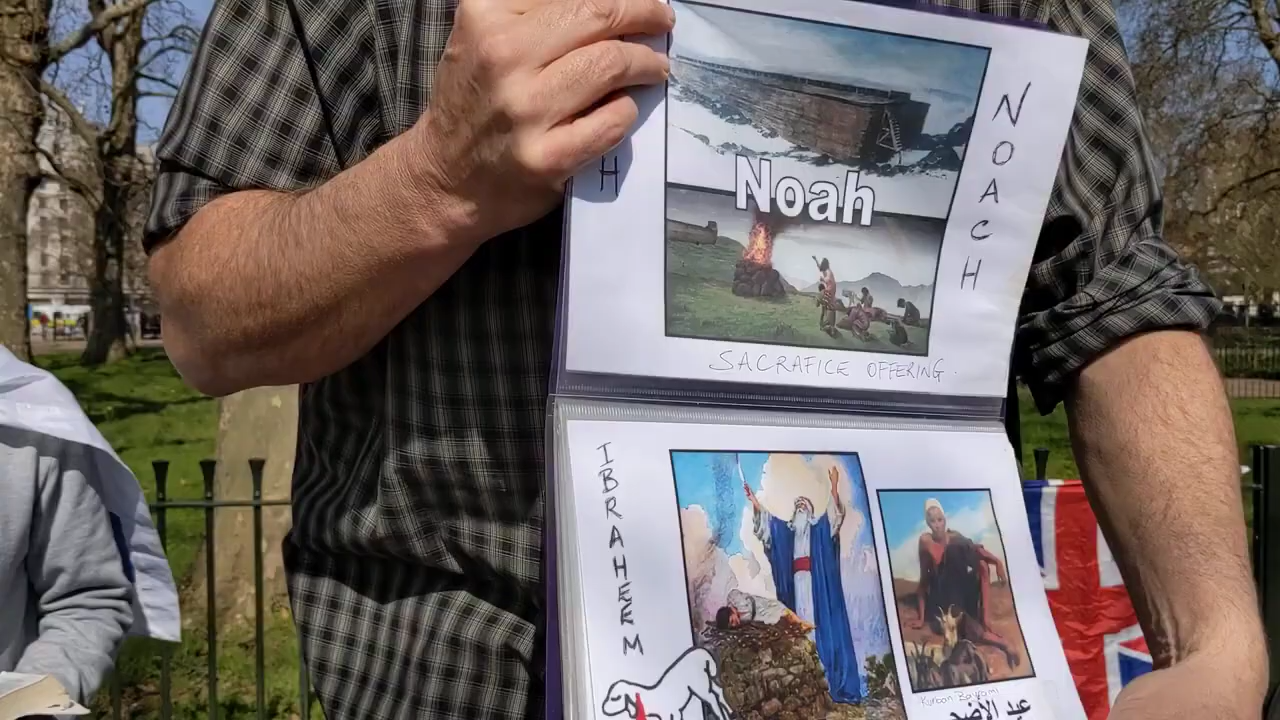 H
Noah
NOACH
SACRAFICE OFFERING.
IBRAHEEM
Kurban Bayrami
عيد الأضحى